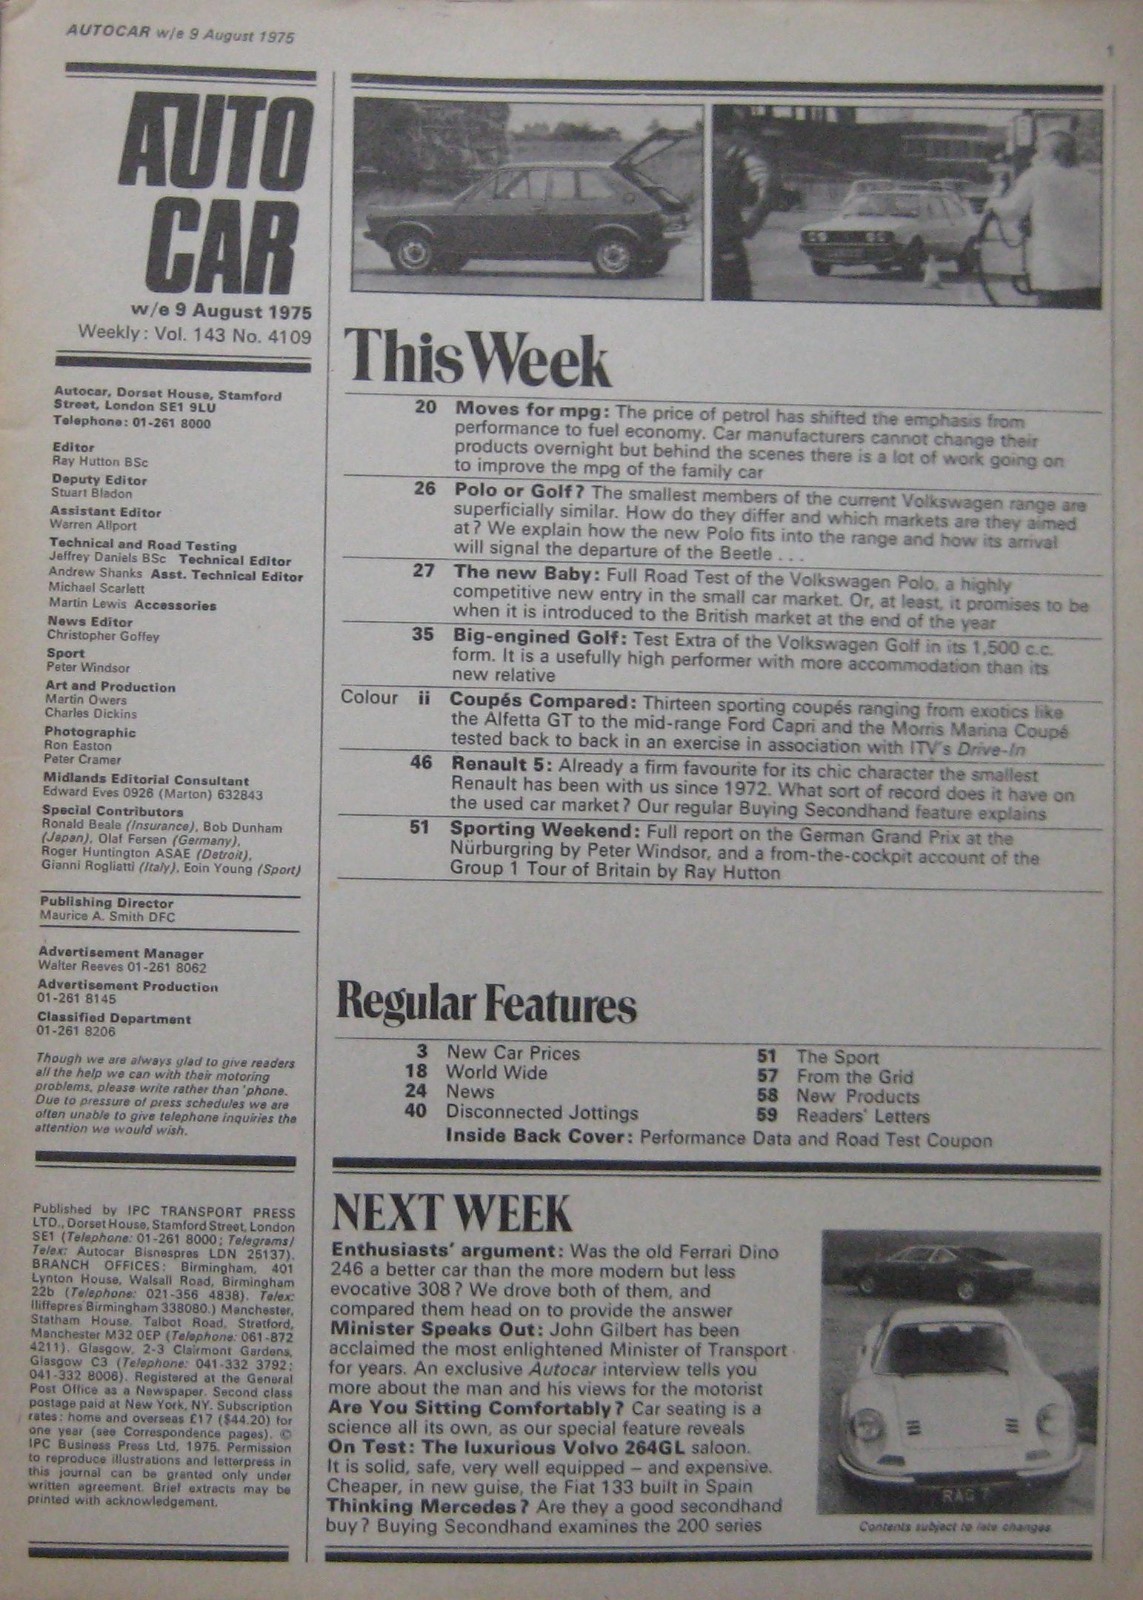 AUTOCAR w/e 9 August 1975
1
AUTO
CAR
w/e 9 August 1975
Weekly: Vol. 143 No. 4109
Autocar, Dorset House, Stamford
Street, London SE1 9LU
Telephone: 01-261 8000
Editor
Ray Hutton BSc
Deputy Editor
Stuart Bladon
Assistant Editor
Warren Allport
Technical and Road Testing
Jeffrey Daniels BSc Technical Editor
Andrew Shanks Asst. Technical Editor
Michael Scarlett
Martin Lewis Accessories
News Editor
Christopher Goffey
Sport
Peter Windsor
Art and Production
Martin Owers
Charles Dickins
Photographic
Ron Easton
Peter Cramer
Midlands Editorial Consultant
Edward Eves 0926 (Marton) 632843
Special Contributors
Ronald Beale (Insurance), Bob Dunham
(Japan), Olaf Fersen (Germany),
Roger Huntington ASAE (Detroit),
Gianni Rogliatti (Italy), Eoin Young (Sport)
Publishing Director
Maurice A. Smith DFC
Advertisement Manager
Walter Reeves 01-261 8062
Advertisement Production
01-261 8145
Classified Department
01-261 8206
Though we are always glad to give readers
all the help we can with their motoring
problems, please write rather than 'phone.
Due to pressure of press schedules we are
often unable to give telephone inquiries the
attention we would wish.
Published by IPC TRANSPORT PRESS
LTD., Dorset House, Stamford Street, London
SE1 (Telephone: 01-261 8000; Telegrams/
Telex: Autocar Bisnespres LDN 25137).
BRANCH OFFICES: Birmingham, 401
Lynton House, Walsall Road, Birmingham
22b (Telephone: 021-356 4838). Telex:
Iliffepres Birmingham 338080.) Manchester,
Statham House, Talbot Road, Stretford,
Manchester M32 0EP (Telephone: 061-872
4211). Glasgow, 2-3 Clairmont Gardens,
Glasgow C3 (Telephone: 041-332 3792;
041-332 8006). Registered at the General
Post Office as a Newspaper. Second class
postage paid at New York, NY. Subscription
rates: home and overseas £17 ($44.20) for
one year (see Correspondence pages). ©
IPC Business Press Ltd, 1975. Permission
to reproduce illustrations and letterpress in
this journal can be granted only under
written agreement. Brief extracts may be
printed with acknowledgement.
This Week
20 Moves for mpg: The price of petrol has shifted the emphasis from
performance to fuel economy. Car manufacturers cannot change their
products overnight but behind the scenes there is a lot of work going on
to improve the mpg of the family car
26 Polo or Golf? The smallest members of the current Volkswagen range are
superficially similar. How do they differ and which markets are they aimed
at? We explain how the new Polo fits into the range and how its arrival
will signal the departure of the Beetle . . .
27 The new Baby: Full Road Test of the Volkswagen Polo, a highly
competitive new entry in the small car market. Or, at least, it promises to be
when it is introduced to the British market at the end of the year
35 Big-engined Golf: Test Extra of the Volkswagen Golf in its 1,500 c.c.
form. It is a usefully high performer with more accommodation than its
new relative
Colour ii Coupés Compared: Thirteen sporting coupés ranging from exotics like
the Alfetta GT to the mid-range Ford Capri and the Morris Marina Coupé
tested back to back in an exercise in association with ITV's Drive-In
46 Renault 5: Already a firm favourite for its chic character the smallest
Renault has been with us since 1972. What sort of record does it have on
the used car market? Our regular Buying Secondhand feature explains
51 Sporting Weekend: Full report on the German Grand Prix at the
Nürburgring by Peter Windsor, and a from-the-cockpit account of the
Group 1 Tour of Britain by Ray Hutton
Regular Features
3 New Car Prices
18 World Wide
24 News
40 Disconnected Jottings
51 The Sport
57 From the Grid
58 New Products
59 Readers' Letters
Inside Back Cover: Performance Data and Road Test Coupon
NEXT WEEK
Enthusiasts' argument: Was the old Ferrari Dino
246 a better car than the more modern but less
evocative 308? We drove both of them, and
compared them head on to provide the answer
Minister Speaks Out: John Gilbert has been
acclaimed the most enlightened Minister of Transport
for years. An exclusive Autocar interview tells you
more about the man and his views for the motorist
Are You Sitting Comfortably? Car seating is a
science all its own, as our special feature reveals
On Test: The luxurious Volvo 264GL saloon.
It is solid, safe, very well equipped – and expensive.
Cheaper, in new guise, the Fiat 133 built in Spain
Thinking Mercedes? Are they a good secondhand
buy? Buying Secondhand examines the 200 series
RAG 7
Contents subject to late changes